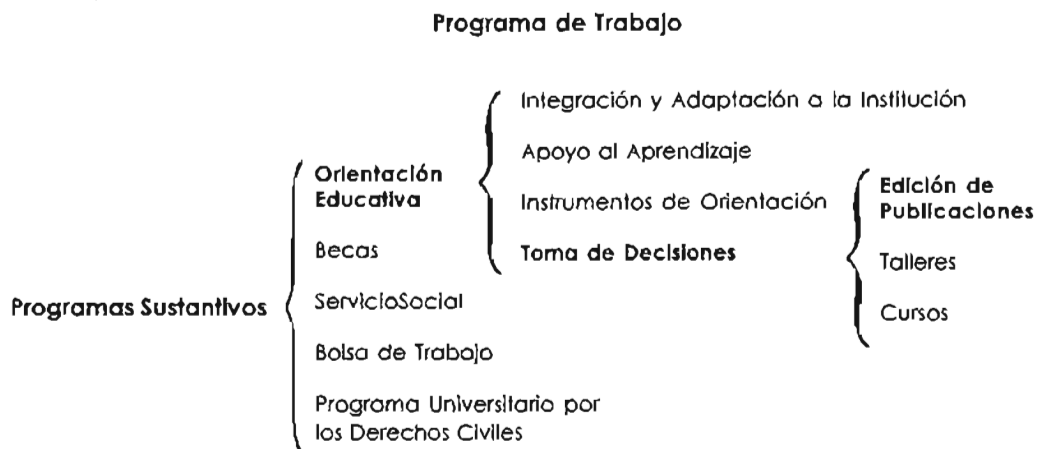 Programa de Trabajo
Programas Sustantivos
Orientación
Educativa
Becas
ServicioSocial
Bolsa de Trabajo
Programa Universitario por
los Derechos Civiles
Integración y Adaptación a la Institución
Apoyo al Aprendizaje
Instrumentos de Orientación
Toma de Decisiones
Edición de
Publicaciones
Talleres
Cursos